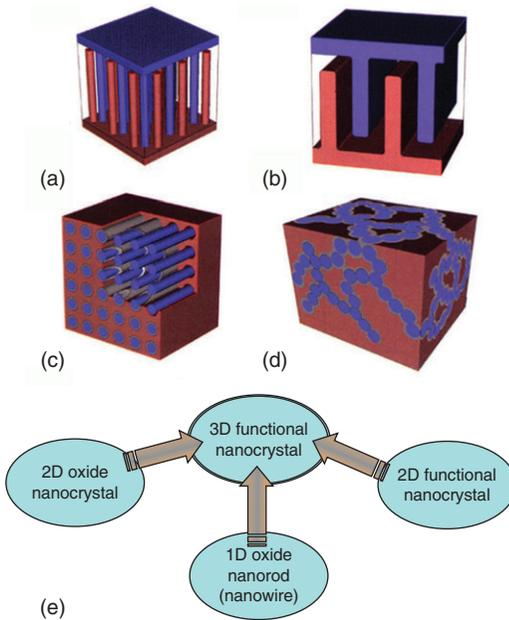 (a)
(b)
(c)
(d)
3D functional
nanocrystal
2D oxide
nanocrystal
2D functional
nanocrystal
1D oxide
nanorod
(nanowire)
(e)